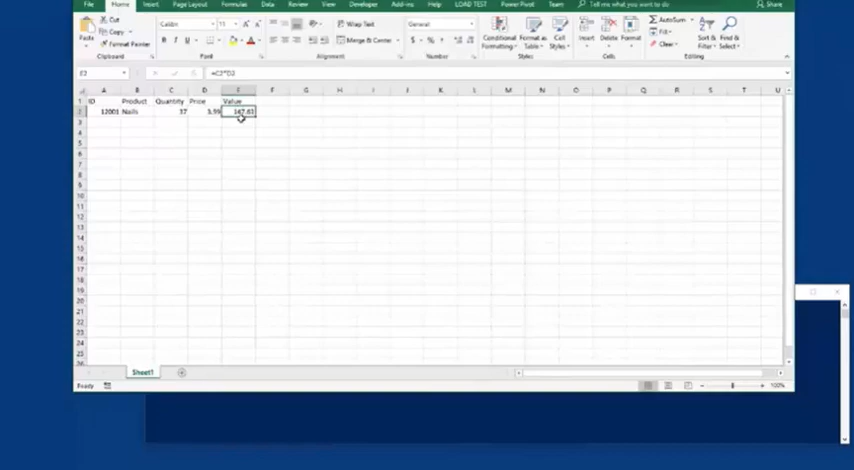 File Home Insert Page Layout Formulas Data Review View Developer Add-ins Help LOAD TEST Power Pivot Team Tell me what you want to do Share
Cut
Copy
Format Painter
Paste
Calibri 11
Wrap Text
Merge & Center
General
Conditional Formatting
Format as Table
Cell Styles
Insert Delete Format
AutoSum
Fill
Clear
Sort & Filter
Find & Select
Clipboard Font Alignment Number Styles Cells Editing
E2 =C2*D2
A B C D E F G H I J K L M N O P Q R S T U
1 ID Product Quantity Price Value
2 12001 Nails 37 3.99 147.63
3
4
5
6
7
8
9
10
11
12
13
14
15
16
17
18
19
20
21
22
23
24
25
Sheet1
Ready 100%